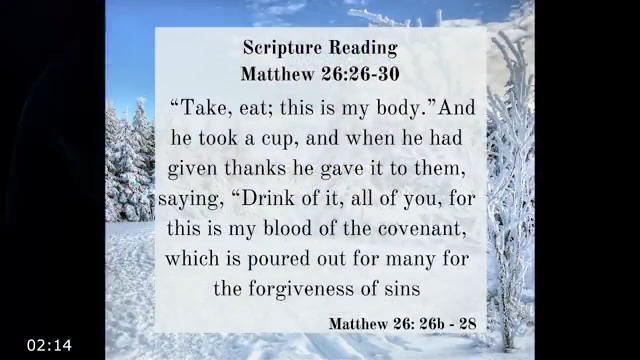 Scripture Reading
Matthew 26:26-30
“Take, eat; this is my body.”And
he took a cup, and when he had
given thanks he gave it to them,
saying, “Drink of it, all of you, for
this is my blood of the covenant,
which is poured out for many for
the forgiveness of sins
Matthew 26: 26b - 28
02:14